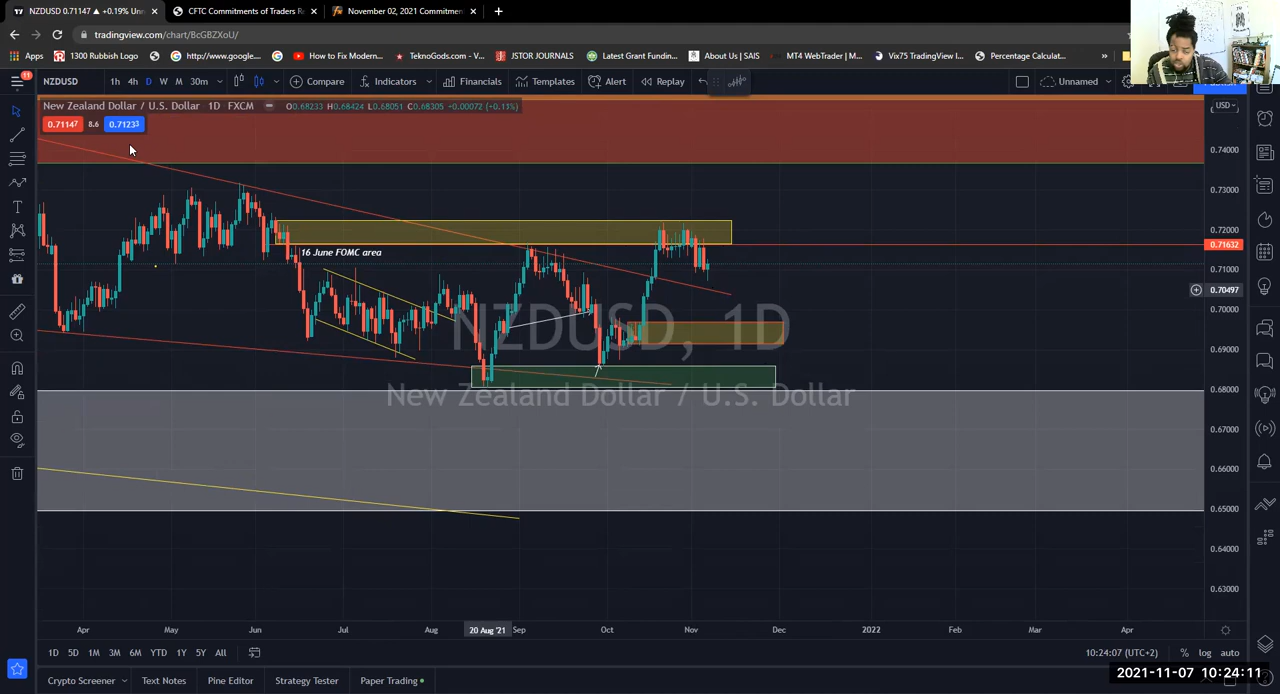 NZDUSD 0.71147 ▲ +0.19% Unn
CFTC Commitments of Traders Re
November 02, 2021 Commitment
tradingview.com/chart/BcGBZXoU/
Apps
1300 Rubbish Logo
http://www.google...
How to Fix Modern...
TeknoGods.com - V...
JSTOR JOURNALS
Latest Grant Fundin...
About Us | SAIS
MT4 WebTrader |
Vix75 TradingView I...
Percentage Calculat...
»
11
NZDUSD
1h 4h D W M 30m
Compare
Indicators
Financials
Templates
Alert
Replay
Unnamed
New Zealand Dollar / U.S. Dollar 1D FXCM
O0.68233 H0.68424 L0.68051 C0.68305 +0.00072 (+0.11%)
USD
0.71147 8.6 0.71233
0.74000
0.73000
0.72000
0.71632
16 June FOMC area
0.71000
0.70497
0.70000
NZDUSD, 1D
0.69000
0.68000
New Zealand Dollar / U.S. Dollar
0.67000
0.66000
0.65000
0.64000
0.63000
Apr May Jun Jul Aug 20 Aug '21 Sep Oct Nov Dec 2022 Feb Mar Apr
1D 5D 1M 3M 6M YTD 1Y 5Y All
10:24:07 (UTC+2) % log auto
2021-11-07 10:24:11
Crypto Screener
Text Notes
Pine Editor
Strategy Tester
Paper Trading